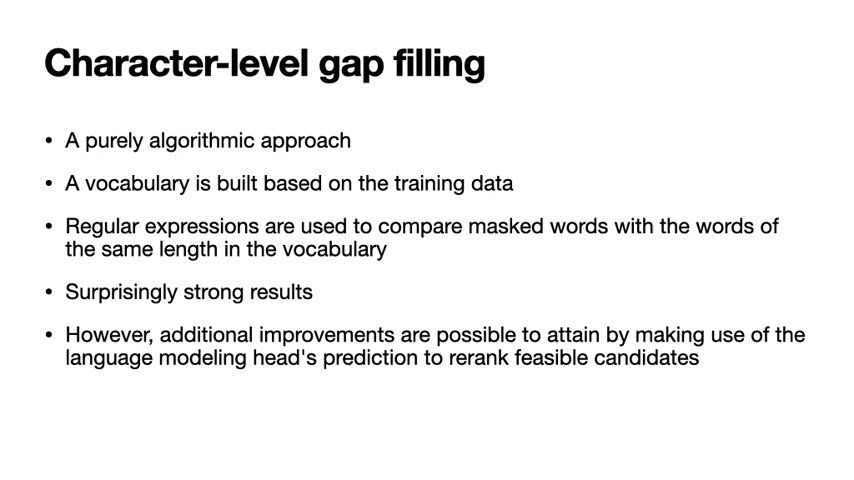 Character-level gap filling
• A purely algorithmic approach
• A vocabulary is built based on the training data
• Regular expressions are used to compare masked words with the words of
the same length in the vocabulary
• Surprisingly strong results
• However, additional improvements are possible to attain by making use of the
language modeling head's prediction to rerank feasible candidates